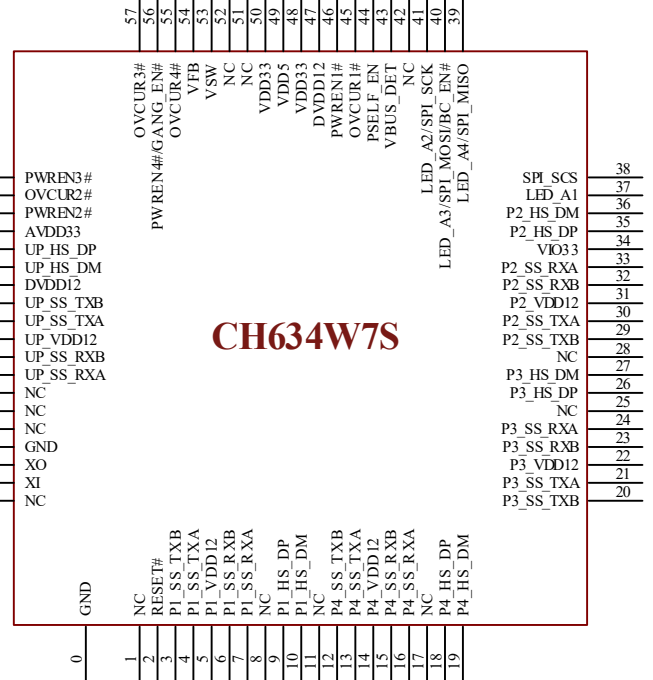 57
56
55
54
53
52
51
50
49
48
47
46
45
44
43
42
41
40
39
OVCUR3#
PWREN4#/GANG_EN#
OVCUR4#
VFB
VSW
NC
NC
VDD33
VDD5
VDD33
DVDD12
PWREN1#
OVCUR1#
PSELF_EN
VBUS_DET
NC
LED_A2/SPI_SCK
LED_A3/SPI_MOSI/BC_EN#
LED_A4/SPI_MISO
PWREN3#
OVCUR2#
PWREN2#
AVDD33
UP_HS_DP
UP_HS_DM
DVDD12
UP_SS_TXB
UP_SS_TXA
UP_VDD12
UP_SS_RXB
UP_SS_RXA
NC
NC
NC
GND
XO
XI
NC
CH634W7S
SPI_SCS 38
LED_A1 37
P2_HS_DM 36
P2_HS_DP 35
VIO33 34
P2_SS_RXA 33
P2_SS_RXB 32
P2_VDD12 31
P2_SS_TXA 30
P2_SS_TXB 29
NC 28
P3_HS_DM 27
P3_HS_DP 26
NC 25
P3_SS_RXA 24
P3_SS_RXB 23
P3_VDD12 22
P3_SS_TXA 21
P3_SS_TXB 20
GND
NC
RESET#
P1_SS_TXB
P1_SS_TXA
P1_VDD12
P1_SS_RXB
P1_SS_RXA
NC
P1_HS_DP
P1_HS_DM
NC
P4_SS_TXB
P4_SS_TXA
P4_VDD12
P4_SS_RXB
P4_SS_RXA
NC
P4_HS_DP
P4_HS_DM
0
1
2
3
4
5
6
7
8
9
10
11
12
13
14
15
16
17
18
19